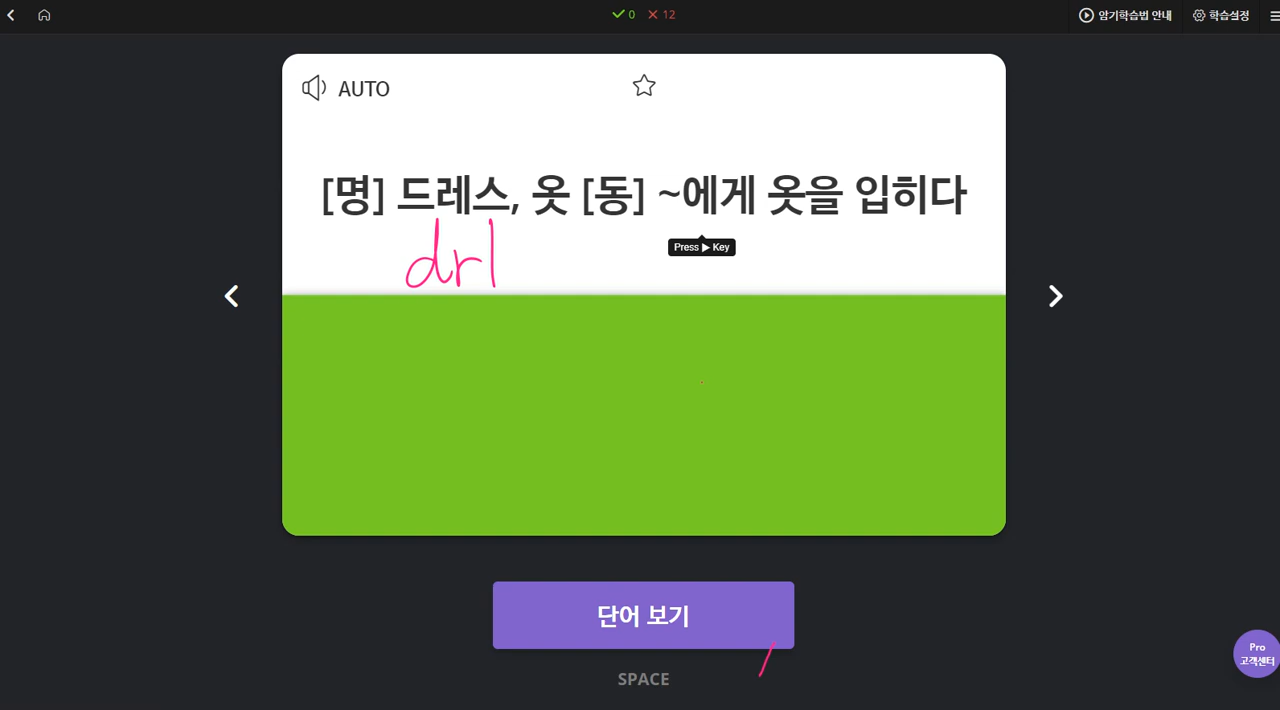 0 12 암기학습법 안내 학습설정
AUTO
[명] 드레스, 옷 [동] ~에게 옷을 입히다
drl
Press ▶ Key
단어 보기
SPACE
Pro
고객센터